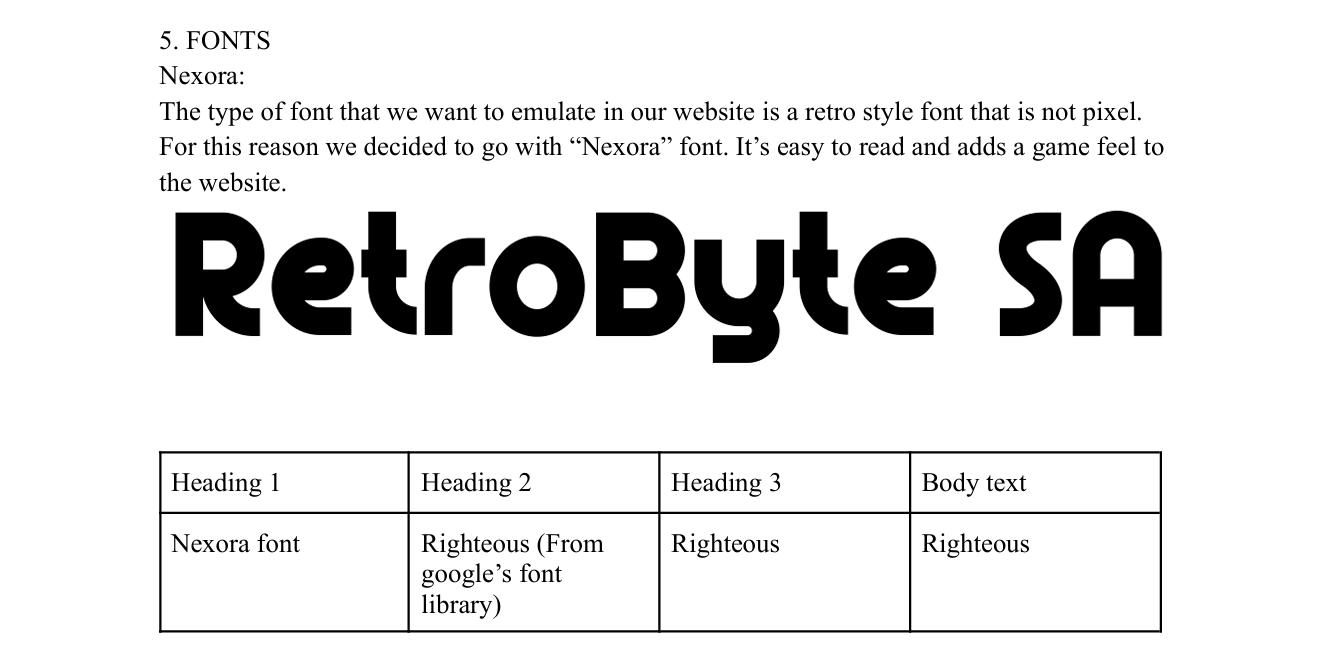 5. FONTS
Nexora:
The type of font that we want to emulate in our website is a retro style font that is not pixel.
For this reason we decided to go with “Nexora” font. It’s easy to read and adds a game feel to
the website.
RetroByte SA
Heading 1
Heading 2
Heading 3
Body text
Nexora font
Righteous (From
google’s font
library)
Righteous
Righteous